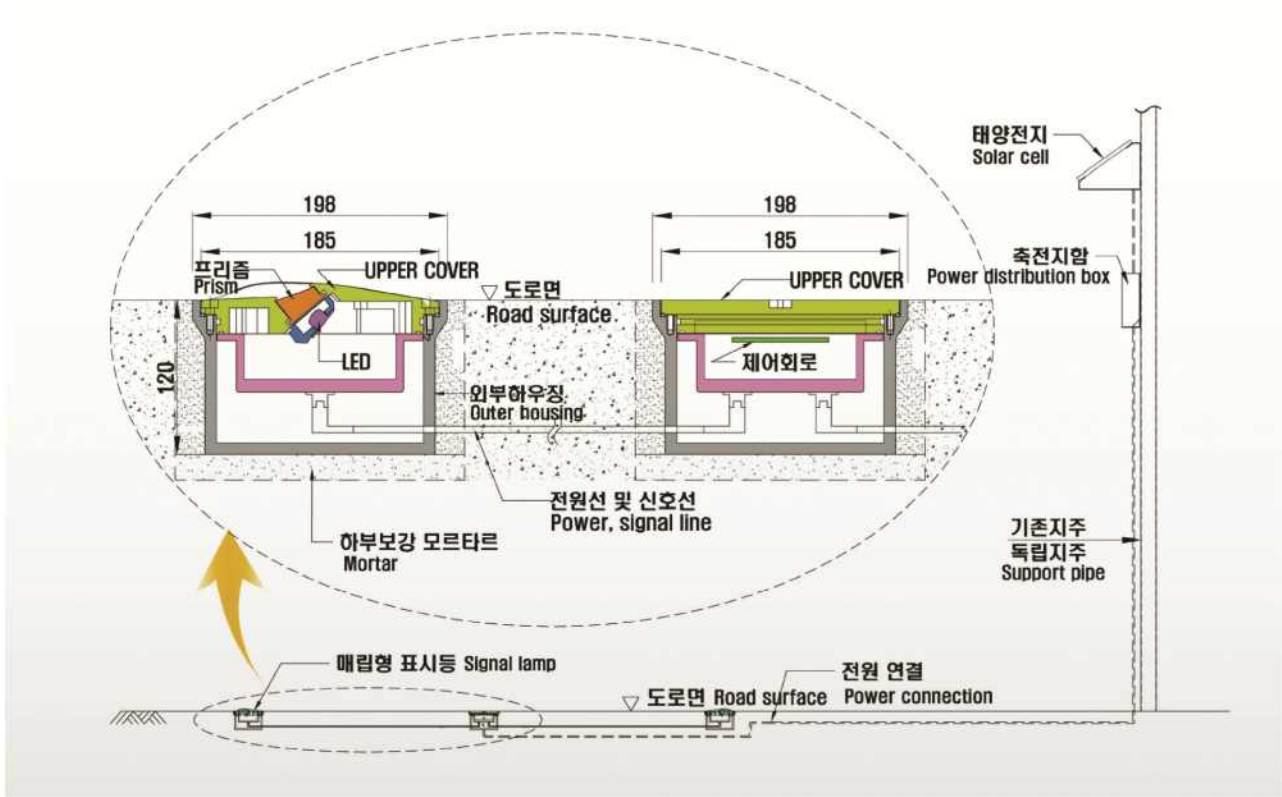 태양전지
Solar cell
198
198
185
185
프리즘
Prism
UPPER COVER
UPPER COVER
축전지함
Power distribution box
도로면
Road surface
120
LED
제어회로
외부하우징
Outer housing
전원선 및 신호선
Power, signal line
하부보강 모르타르
Mortar
기존지주
독립지주
Support pipe
매립형 표시등 Signal lamp
전원 연결
도로면 Road surface Power connection